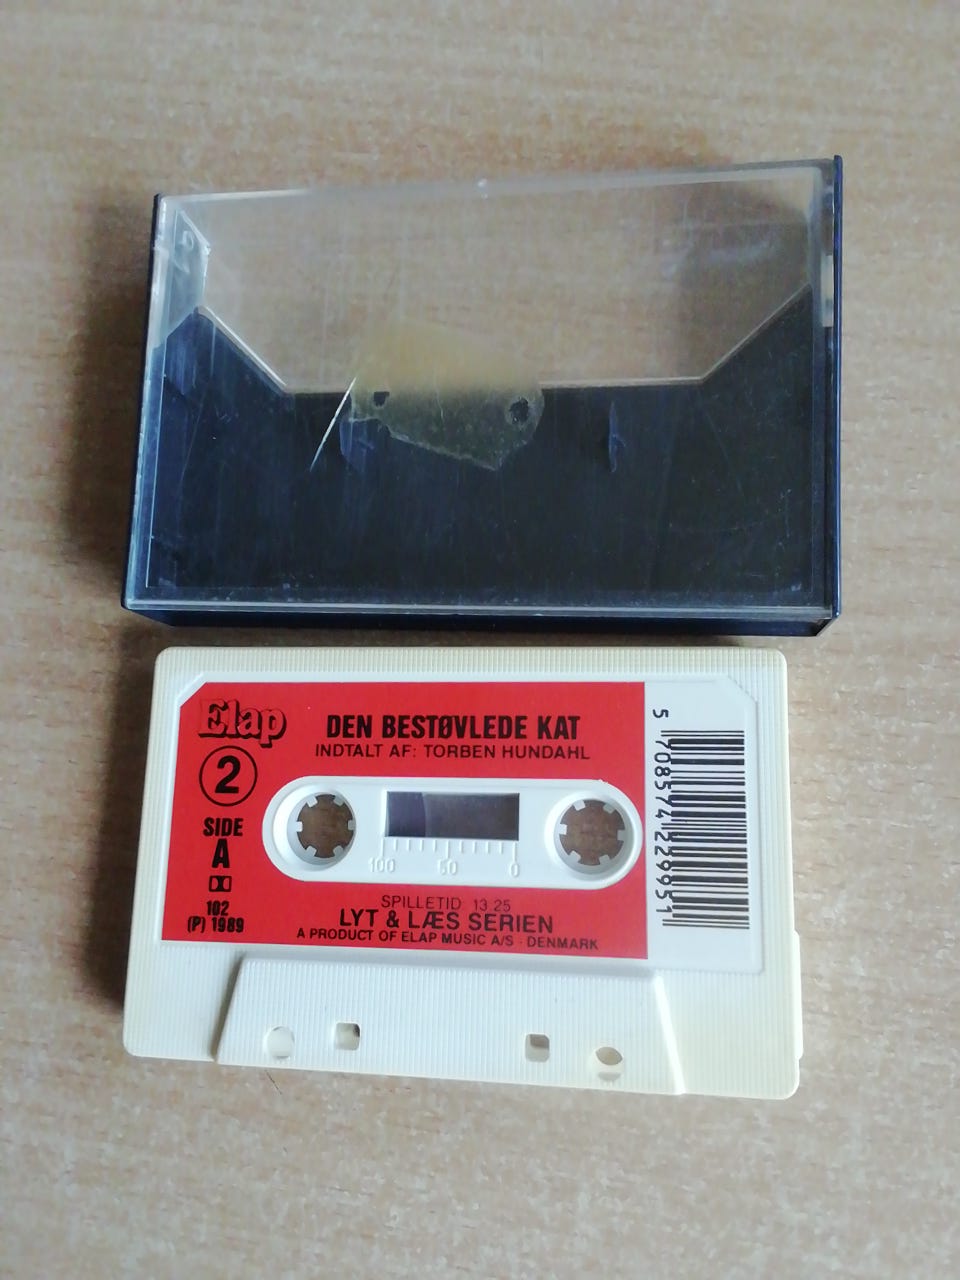 Elap
DEN BESTØVLEDE KAT
INDTALT AF: TORBEN HUNDAHL
2
SIDE
A
102
(P) 1989
100 50 0
SPILLETID: 13.25
LYT & LÆS SERIEN
A PRODUCT OF ELAP MUSIC A/S - DENMARK
5 708574 229951